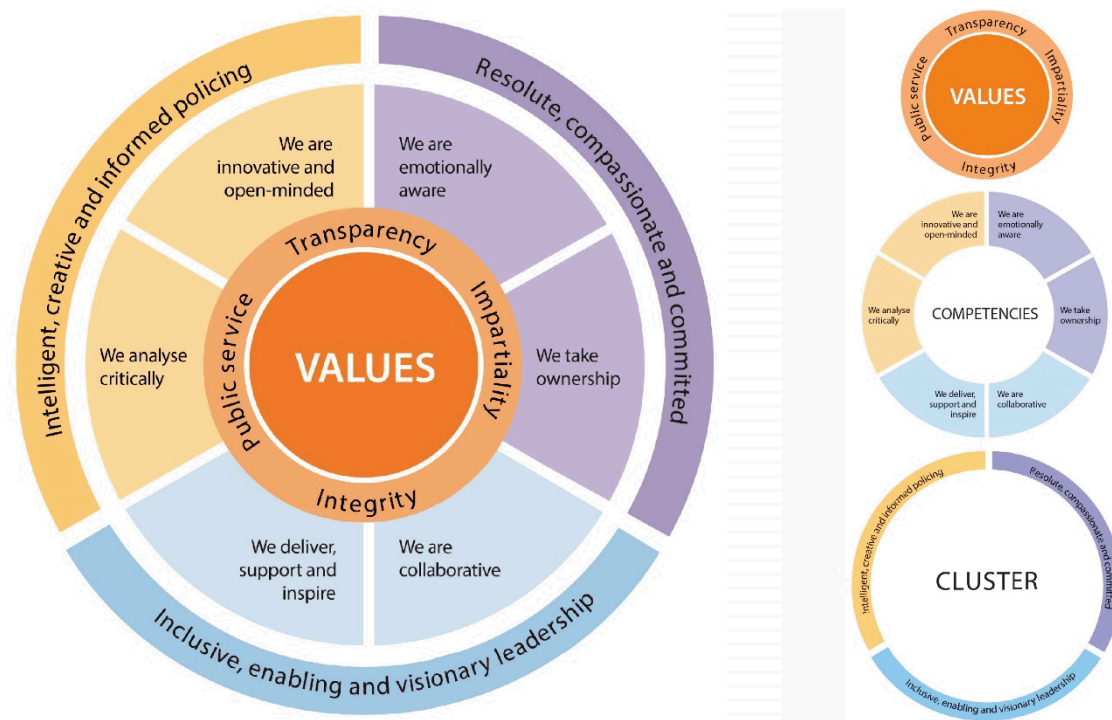 Intelligent, creative and informed policing
Resolute, compassionate and committed
Inclusive, enabling and visionary leadership
We are
innovative and
open-minded
We are
emotionally
aware
We analyse
critically
We take
ownership
We deliver,
support and
inspire
We are
collaborative
Transparency
Impartiality
Integrity
Public service
VALUES
Transparency
Impartiality
Integrity
Public service
VALUES
We are
innovative and
open-minded
We are
emotionally
aware
We analyse
critically
COMPETENCIES
We take
ownership
We deliver,
support and
inspire
We are
collaborative
Intelligent, creative and informed policing
Resolute, compassionate and committed
CLUSTER
Inclusive, enabling and visionary leadership